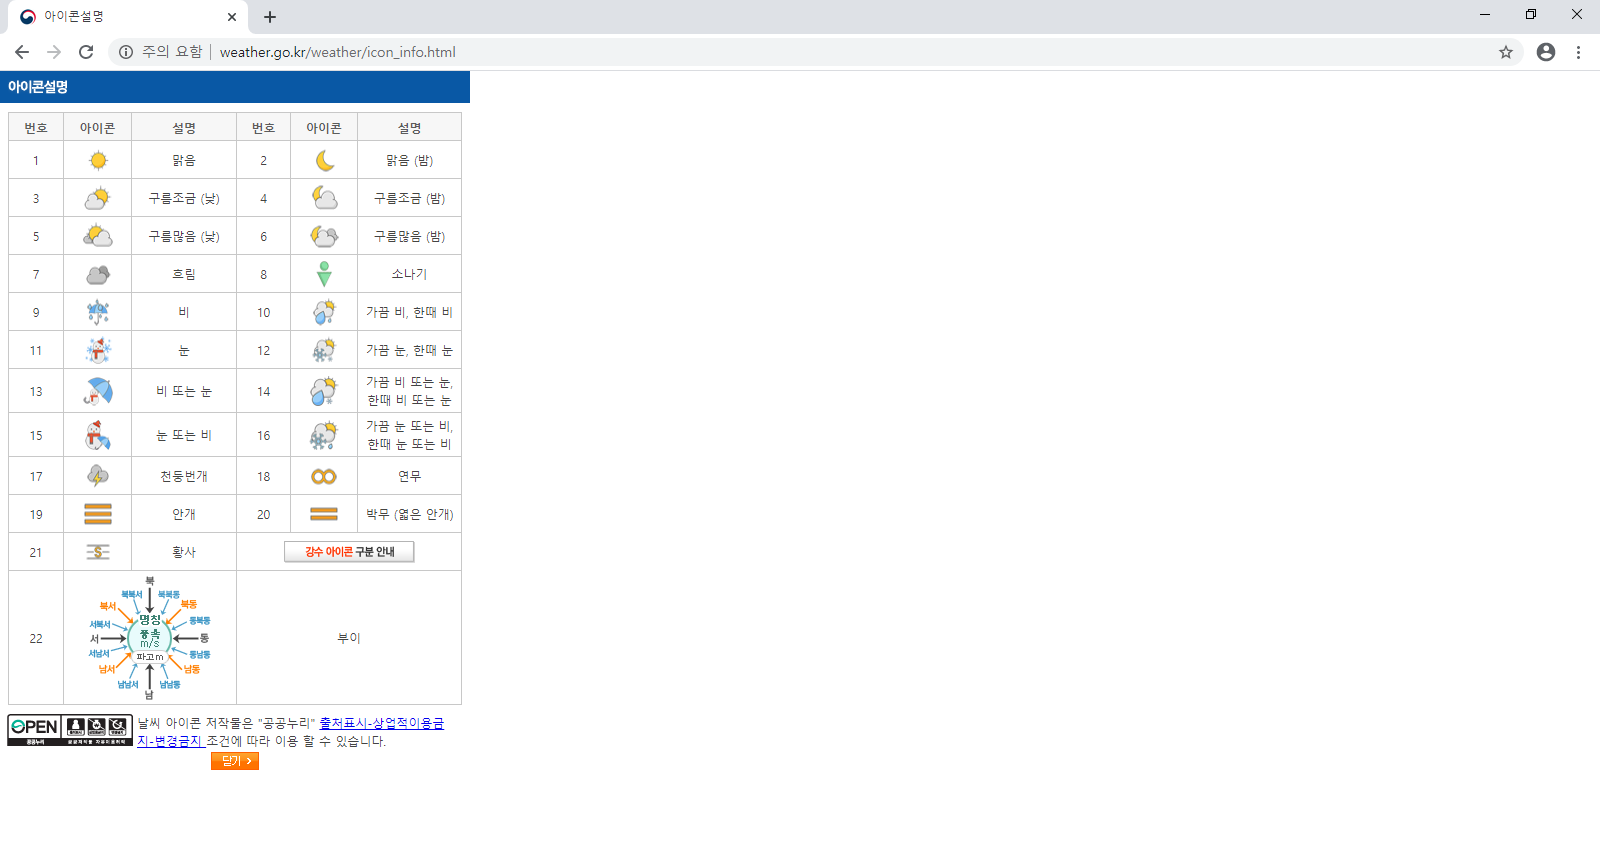 아이콘설명
주의 요함 weather.go.kr/weather/icon_info.html
아이콘설명
번호 아이콘 설명 번호 아이콘 설명
1 맑음 2 맑음 (밤)
3 구름조금 (낮) 4 구름조금 (밤)
5 구름많음 (낮) 6 구름많음 (밤)
7 흐림 8 소나기
9 비 10 가끔 비, 한때 비
11 눈 12 가끔 눈, 한때 눈
13 비 또는 눈 14 가끔 비 또는 눈,
한때 비 또는 눈
15 눈 또는 비 16 가끔 눈 또는 비,
한때 눈 또는 비
17 천둥번개 18 연무
19 안개 20 박무 (엷은 안개)
21 S 황사 강수 아이콘 구분 안내
북
북북서 북북동
북서 북동
명칭
서북서 동북동
풍속
22 서 m/s 동 부이
서남서 동남동
파고m
남서 남동
남남서 남남동
남
OPEN
공공누리
날씨 아이콘 저작물은 "공공누리" 출처표시-상업적이용금
지-변경금지 조건에 따라 이용 할 수 있습니다.
닫기